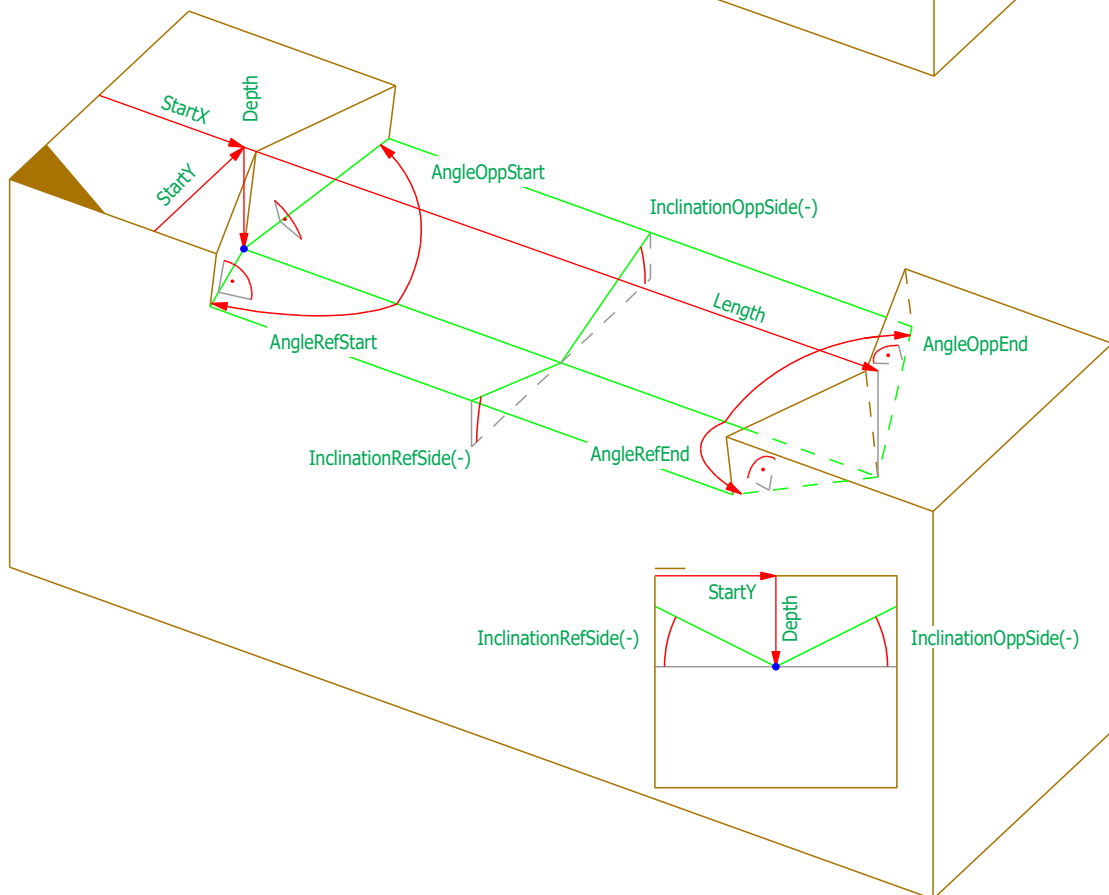 StartX
Depth
StartY
AngleOppStart
InclinationOppSide(-)
Length
AngleRefStart
AngleOppEnd
InclinationRefSide(-)
AngleRefEnd
StartY
Depth
InclinationRefSide(-)
InclinationOppSide(-)